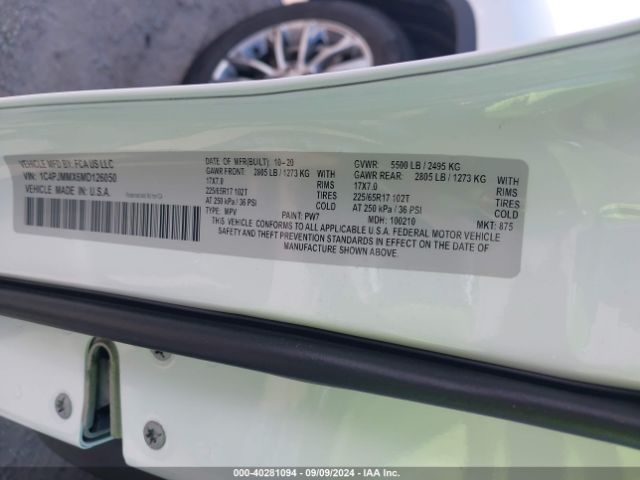 VEHICLE MFD BY: FCA US LLC
VIN: 1C4PJMMX6MD126050
VEHICLE MADE IN: U.S.A.
DATE OF MFR(BUILT): 10-20
GAWR FRONT: 2805 LB / 1273 KG WITH
17X7.0 RIMS
225/65R17 102T TIRES
AT 250 kPa / 36 PSI COLD
TYPE: MPV
PAINT: PW7
GVWR: 5500 LB / 2495 KG
GAWR REAR: 2805 LB / 1273 KG WITH
17X7.0 RIMS
225/65R17 102T TIRES
AT 250 kPa / 36 PSI COLD
MDH: 100210 MKT: 875
THIS VEHICLE CONFORMS TO ALL APPLICABLE U.S.A. FEDERAL MOTOR VEHICLE
SAFETY AND THEFT PREVENTION STANDARDS IN EFFECT ON THE DATE OF
MANUFACTURE SHOWN ABOVE.
000-40281094 - 09/09/2024 - IAA Inc.